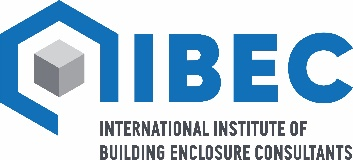 IIBEC
INTERNATIONAL INSTITUTE OF
BUILDING ENCLOSURE CONSULTANTS